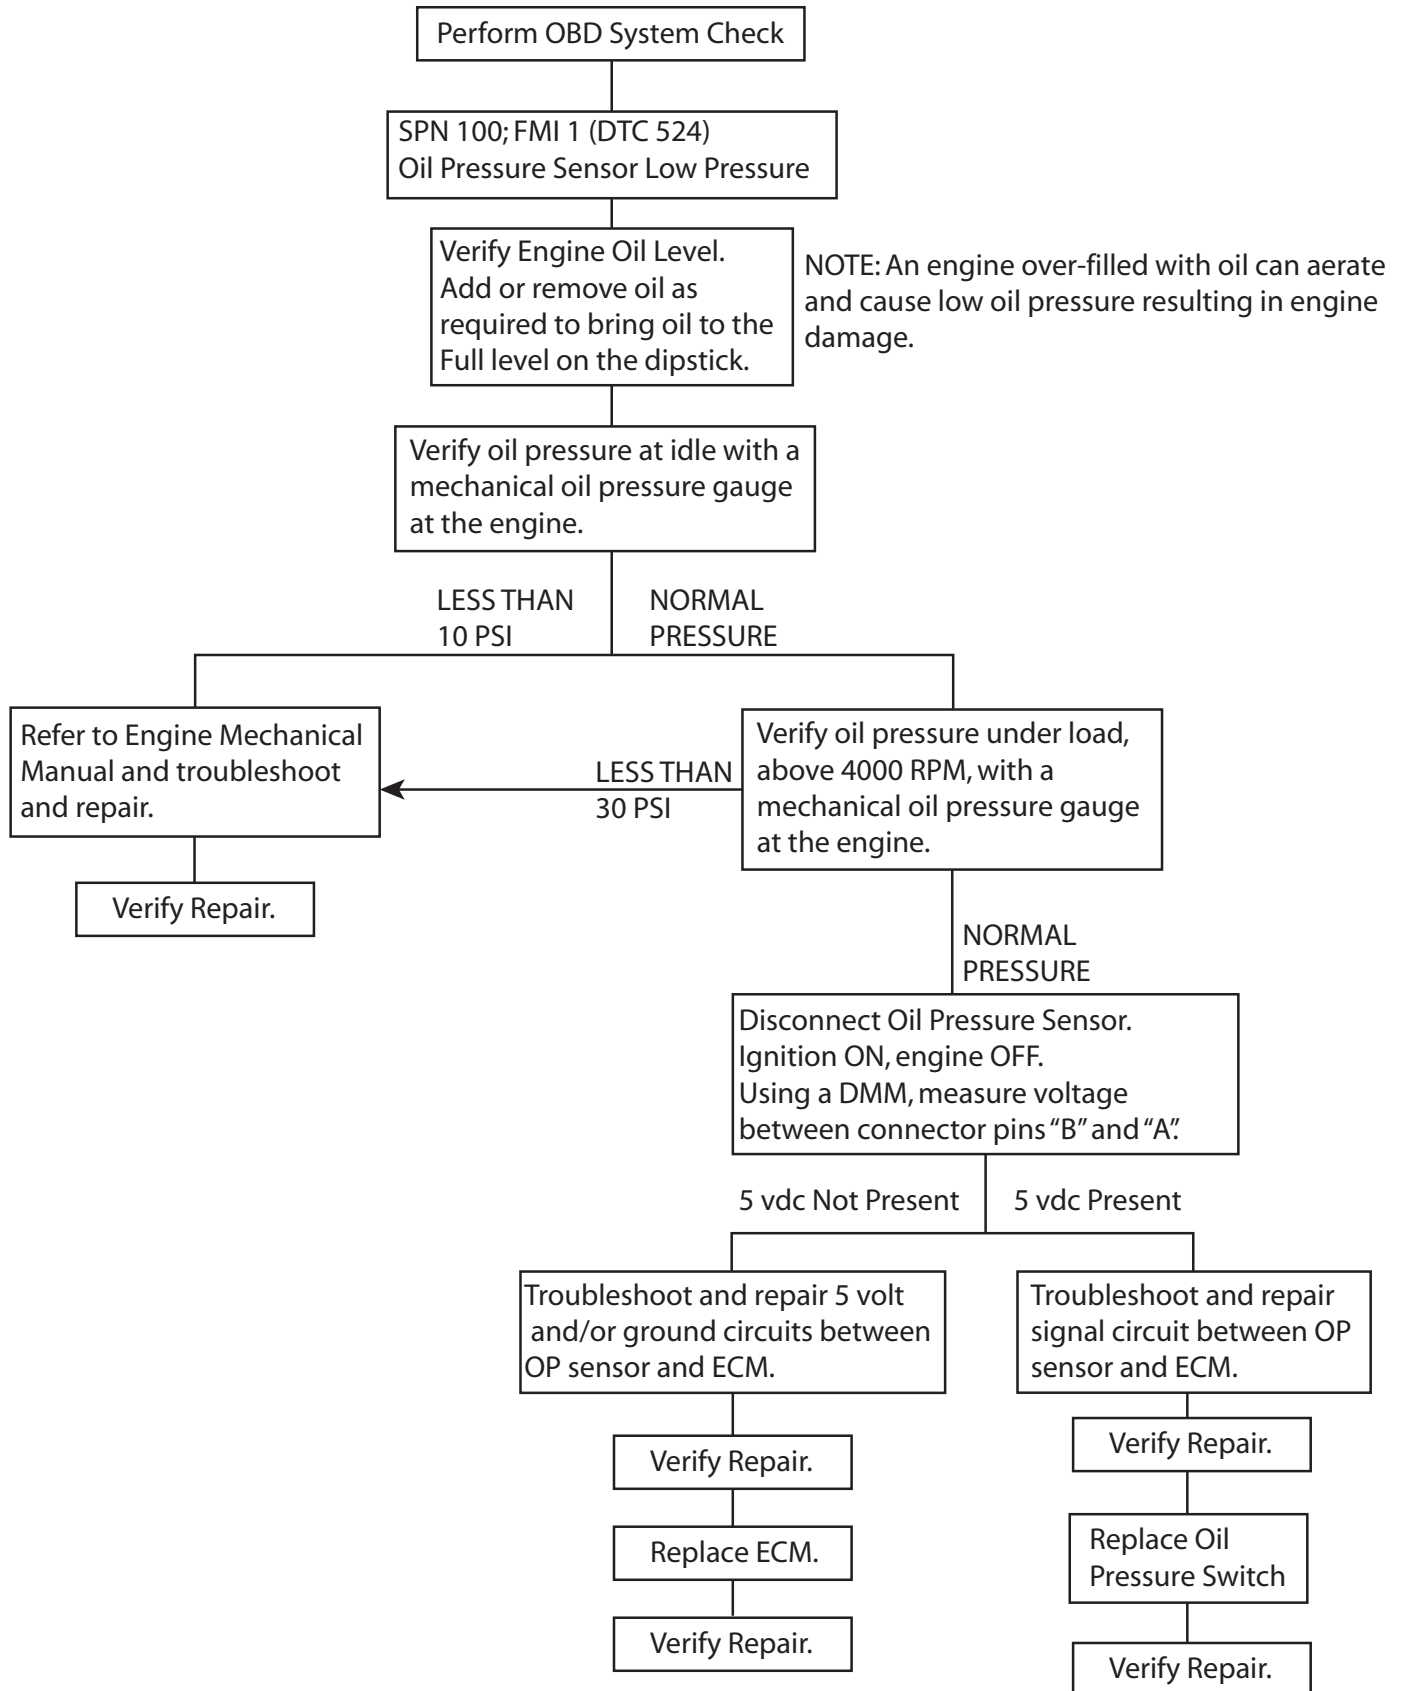 Perform OBD System Check
SPN 100; FMI 1 (DTC 524)
Oil Pressure Sensor Low Pressure
Verify Engine Oil Level.
Add or remove oil as
required to bring oil to the
Full level on the dipstick.
NOTE: An engine over-filled with oil can aerate
and cause low oil pressure resulting in engine
damage.
Verify oil pressure at idle with a
mechanical oil pressure gauge
at the engine.
LESS THAN
10 PSI
NORMAL
PRESSURE
Refer to Engine Mechanical
Manual and troubleshoot
and repair.
Verify Repair.
LESS THAN
30 PSI
Verify oil pressure under load,
above 4000 RPM, with a
mechanical oil pressure gauge
at the engine.
NORMAL
PRESSURE
Disconnect Oil Pressure Sensor.
Ignition ON, engine OFF.
Using a DMM, measure voltage
between connector pins “B” and “A”.
5 vdc Not Present
5 vdc Present
Troubleshoot and repair 5 volt
and/or ground circuits between
OP sensor and ECM.
Verify Repair.
Replace ECM.
Verify Repair.
Troubleshoot and repair
signal circuit between OP
sensor and ECM.
Verify Repair.
Replace Oil
Pressure Switch
Verify Repair.